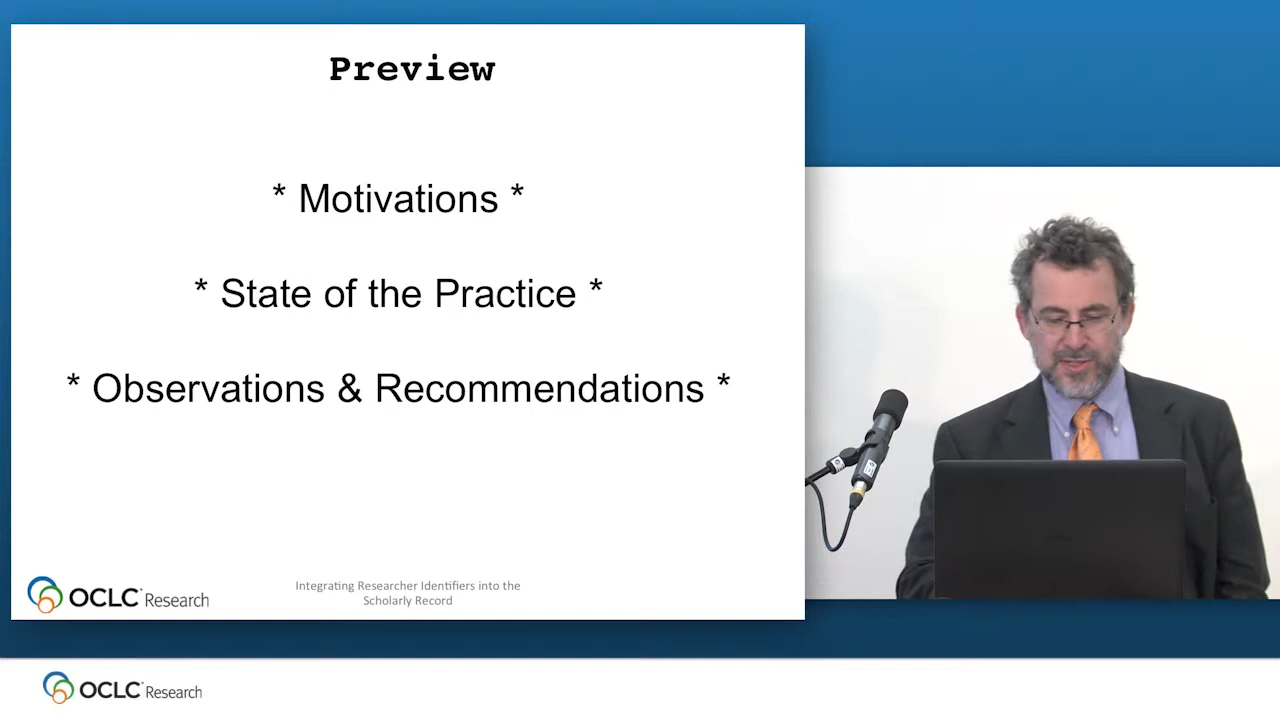 Preview
* Motivations *
* State of the Practice *
* Observations & Recommendations *
OCLC Research
Integrating Researcher Identifiers into the
Scholarly Record
OCLC Research